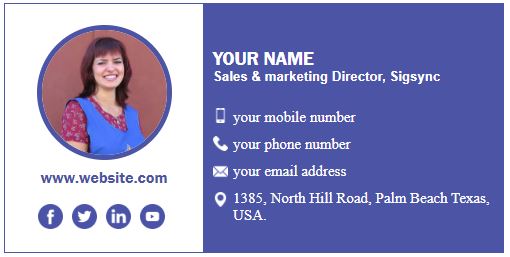 www.website.com
YOUR NAME
Sales & marketing Director, Sigsync
your mobile number
your phone number
your email address
1385, North Hill Road, Palm Beach Texas,
USA.